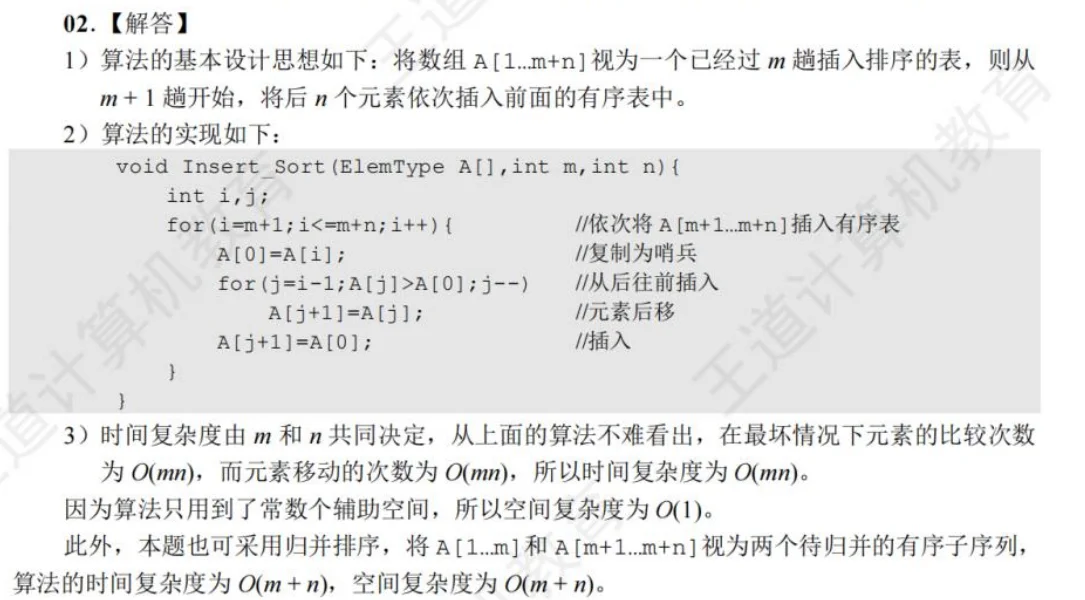 02.【解答】
1）算法的基本设计思想如下：将数组 A[1…m+n]视为一个已经过 m 趟插入排序的表，则从
m + 1 趟开始，将后 n 个元素依次插入前面的有序表中。
2）算法的实现如下：
void Insert_Sort(ElemType A[],int m,int n){
int i,j;
for(i=m+1;i<=m+n;i++){ //依次将 A[m+1…m+n]插入有序表
A[0]=A[i]; //复制为哨兵
for(j=i-1;A[j]>A[0];j--) //从后往前插入
A[j+1]=A[j]; //元素后移
A[j+1]=A[0]; //插入
}
}
3）时间复杂度由 m 和 n 共同决定，从上面的算法不难看出，在最坏情况下元素的比较次数
为 O(mn)，而元素移动的次数为 O(mn)，所以时间复杂度为 O(mn)。
因为算法只用到了常数个辅助空间，所以空间复杂度为 O(1)。
此外，本题也可采用归并排序，将 A[1…m]和 A[m+1…m+n]视为两个待归并的有序子序列，
算法的时间复杂度为 O(m + n)，空间复杂度为 O(m + n)。
王道计算机教育